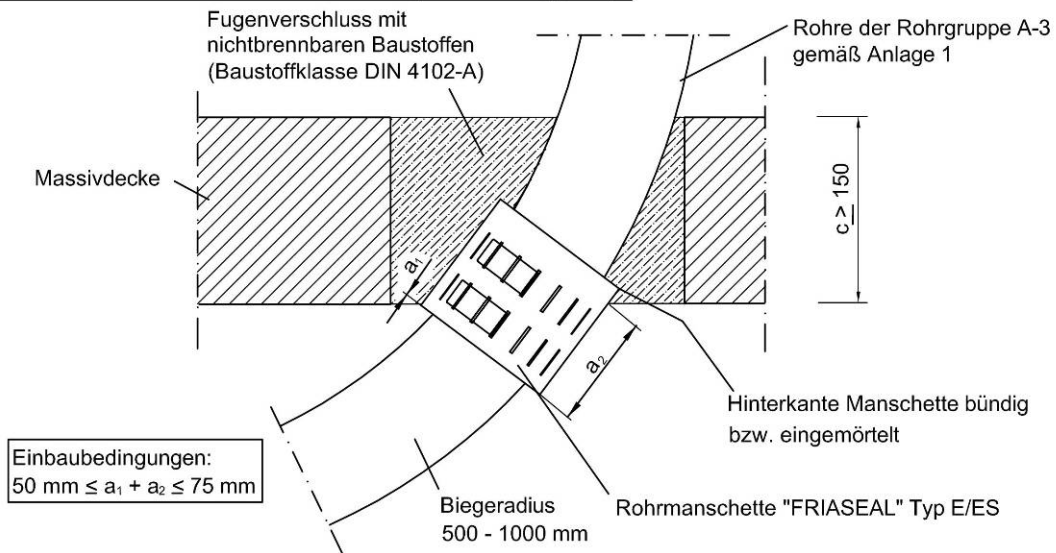 Fugenverschluss mit
nichtbrennbaren Baustoffen
(Baustoffklasse DIN 4102-A)
Rohre der Rohrgruppe A-3
gemäß Anlage 1
Massivdecke
c ≥ 150
a₁
a₂
Hinterkante Manschette bündig
bzw. eingemörtelt
Einbaubedingungen:
50 mm ≤ a₁ + a₂ ≤ 75 mm
Biegeradius
500 - 1000 mm
Rohrmanschette "FRIASEAL" Typ E/ES